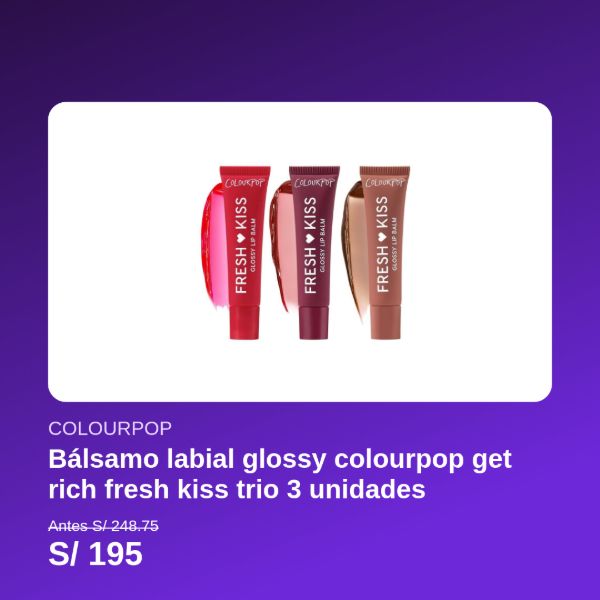 COLOURPOP
FRESH ♥ KISS
GLOSSY LIP BALM
COLOURPOP
FRESH ♥ KISS
GLOSSY LIP BALM
COLOURPOP
FRESH ♥ KISS
GLOSSY LIP BALM
COLOURPOP
Bálsamo labial glossy colourpop get
rich fresh kiss trio 3 unidades
Antes S/ 248.75
S/ 195